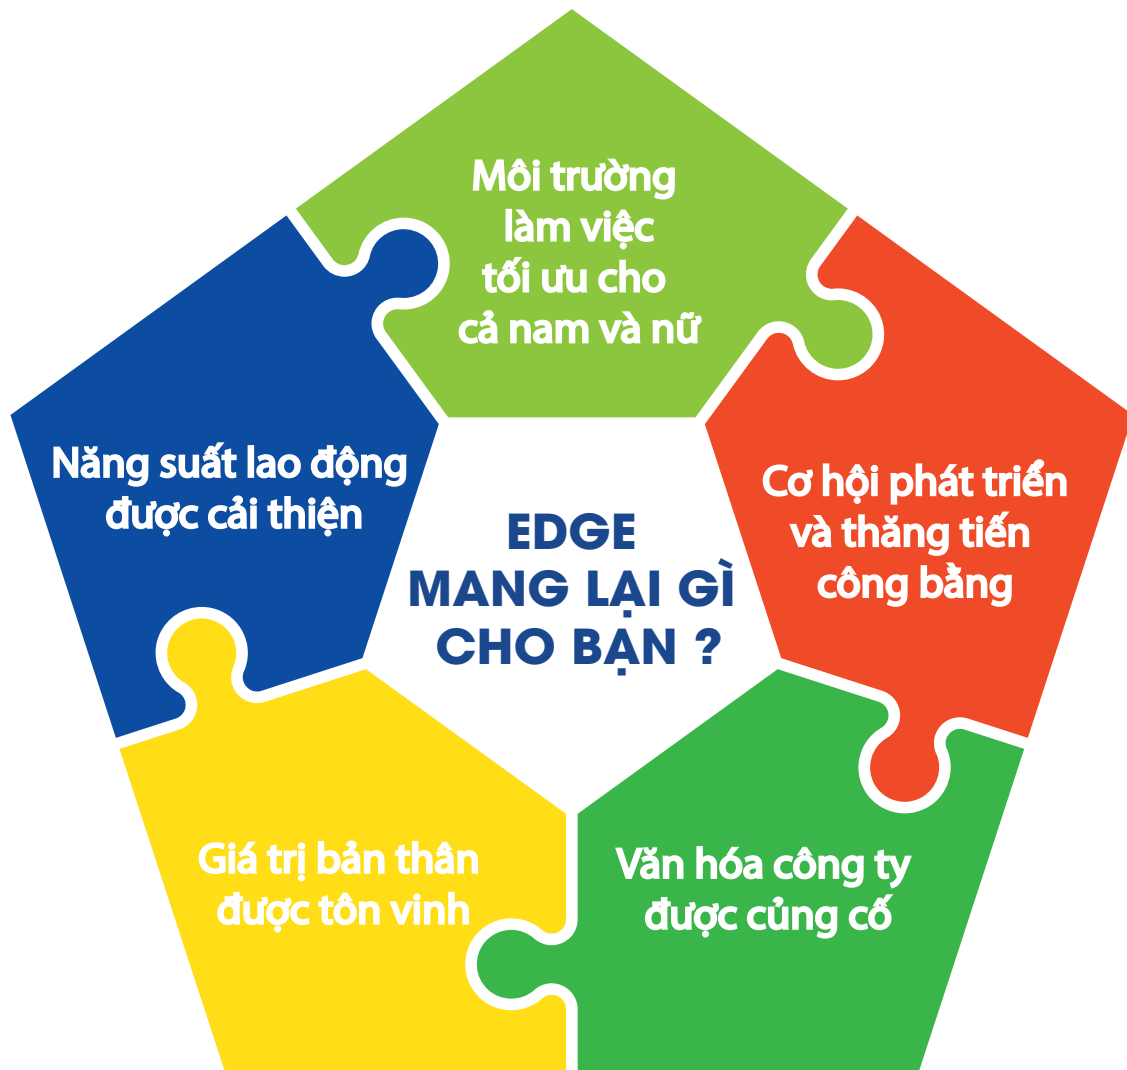 Môi trường
làm việc
tối ưu cho
cả nam và nữ
Năng suất lao động
được cải thiện
Cơ hội phát triển
và thăng tiến
công bằng
EDGE
MANG LẠI GÌ
CHO BẠN ?
Giá trị bản thân
được tôn vinh
Văn hóa công ty
được củng cố